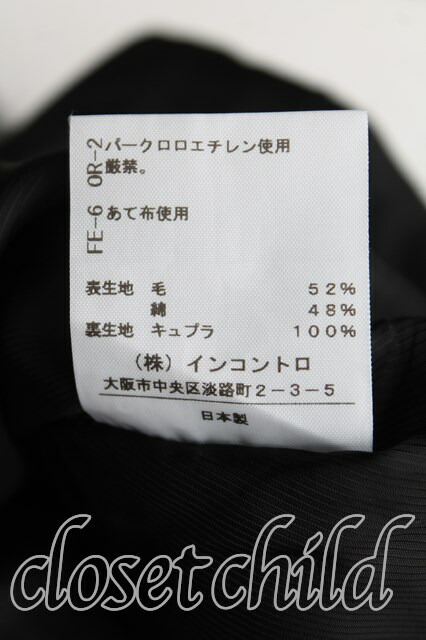 OR-2
パークロロエチレン使用
厳禁。
FE-6
あて布使用
表生地 毛 52%
綿 48%
裏生地 キュプラ 100%
(株)インコントロ
大阪市中央区淡路町2-3-5
日本製
closetchild